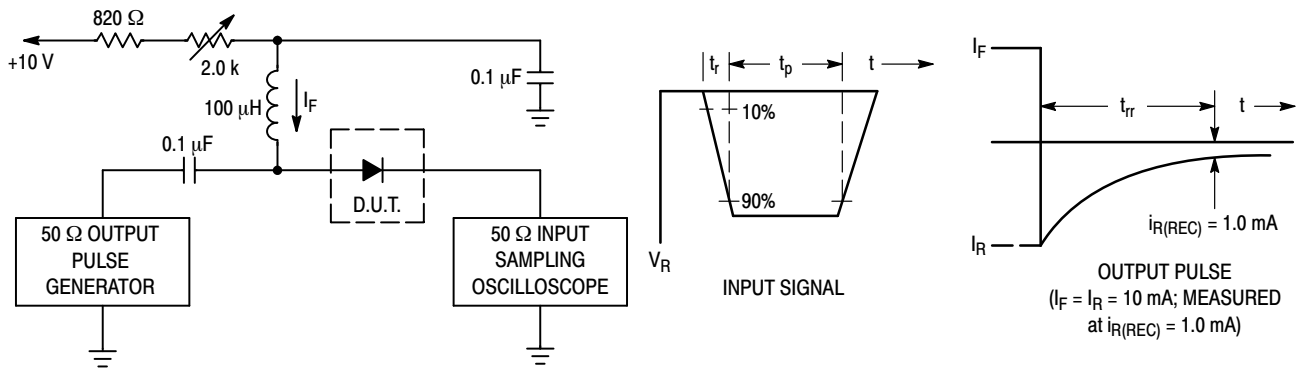 820 Ω
+10 V
2.0 k
100 μH
I_F
0.1 μF
0.1 μF
D.U.T.
50 Ω OUTPUT
PULSE
GENERATOR
50 Ω INPUT
SAMPLING
OSCILLOSCOPE
t_r
t_p
t
10%
90%
V_R
INPUT SIGNAL
I_F
t_rr
t
I_R
i_R(REC) = 1.0 mA
OUTPUT PULSE
(I_F = I_R = 10 mA; MEASURED
at i_R(REC) = 1.0 mA)